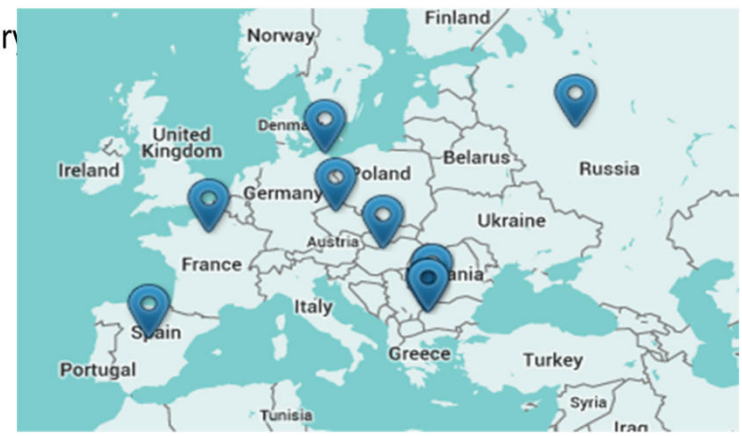 ry
Finland
Norway
Denma
United
Kingdom
Ireland
Belarus
Russia
Poland
Germany
Ukraine
Austria
France
ania
Italy
Spain
Greece
Turkey
Portugal
Syria
Tunisia
Iraq